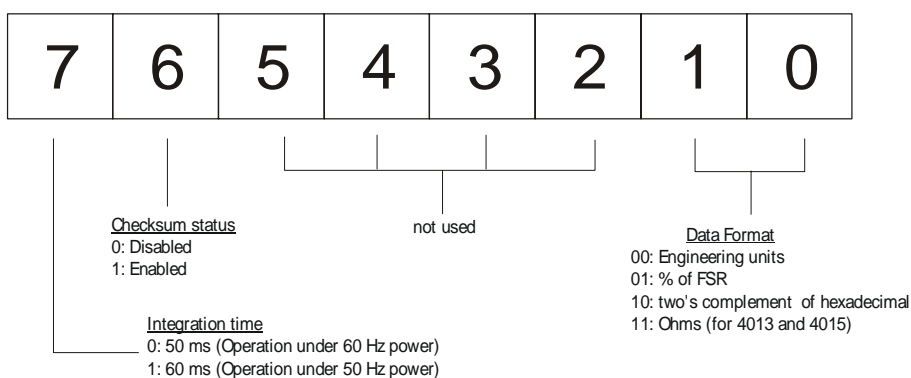 7 6 5 4 3 2 1 0
Checksum status
0: Disabled
1: Enabled
not used
Data Format
00: Engineering units
01: % of FSR
10: two's complement of hexadecimal
11: Ohms (for 4013 and 4015)
Integration time
0: 50 ms (Operation under 60 Hz power)
1: 60 ms (Operation under 50 Hz power)